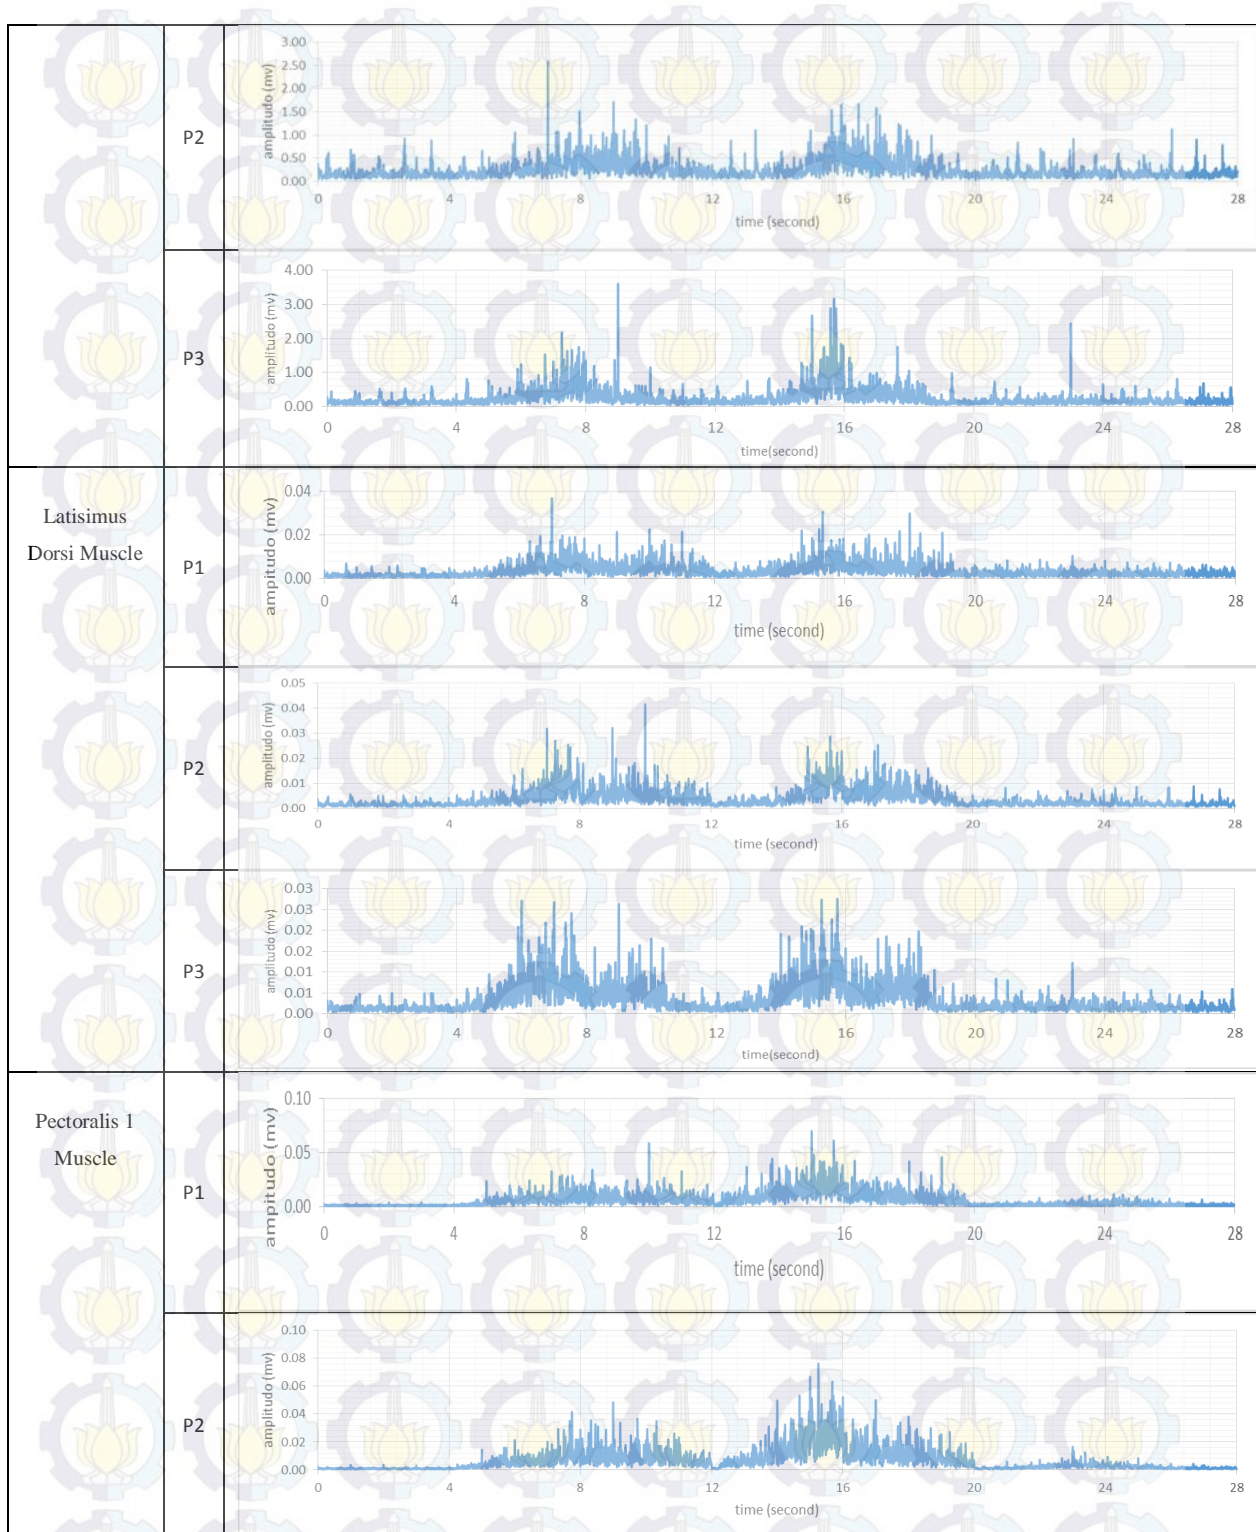 P2
amplitudo (mv)
3.00
2.50
2.00
1.50
1.00
0.50
0.00
0 4 8 12 16 20 24 28
time (second)
P3
amplitudo (mv)
4.00
3.00
2.00
1.00
0.00
0 4 8 12 16 20 24 28
time(second)
Latisimus
Dorsi Muscle
P1
ampitudo (mv)
0.04
0.02
0.00
0 4 8 12 16 20 24 28
time (second)
P2
amplitudo (mv)
0.05
0.04
0.03
0.02
0.01
0.00
0 4 8 12 16 20 24 28
time (second)
P3
amplitudo (mv)
0.03
0.03
0.02
0.02
0.01
0.01
0.00
0 4 8 12 16 20 24 28
time(second)
Pectoralis 1
Muscle
P1
ampitudo (mv)
0.10
0.05
0.00
0 4 8 12 16 20 24 28
time (second)
P2
amplitudo (mv)
0.10
0.08
0.06
0.04
0.02
0.00
0 4 8 12 16 20 24 28
time (second)